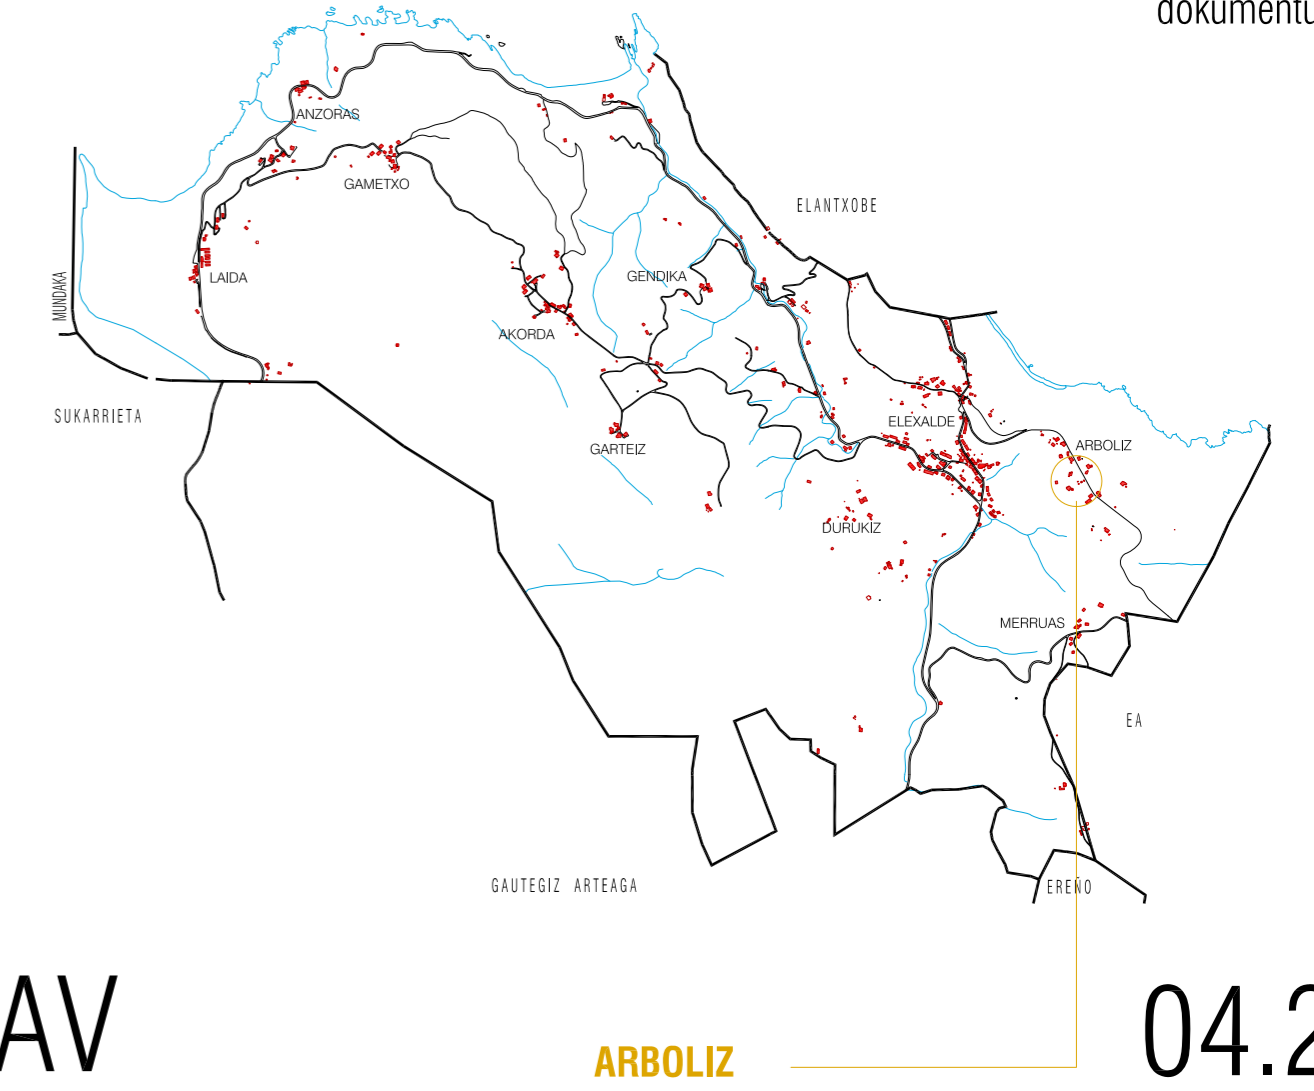 dokumentu
ANZORAS
GAMETXO
ELANTXOBE
MUNDAKA
LAIDA
GENDIKA
AKORDA
SUKARRIETA
ELEXALDE
GARTEIZ
ARBOLIZ
DURUKIZ
MERRUAS
EA
GAUTEGIZ ARTEAGA
EREÑO
AV
04.2
ARBOLIZ